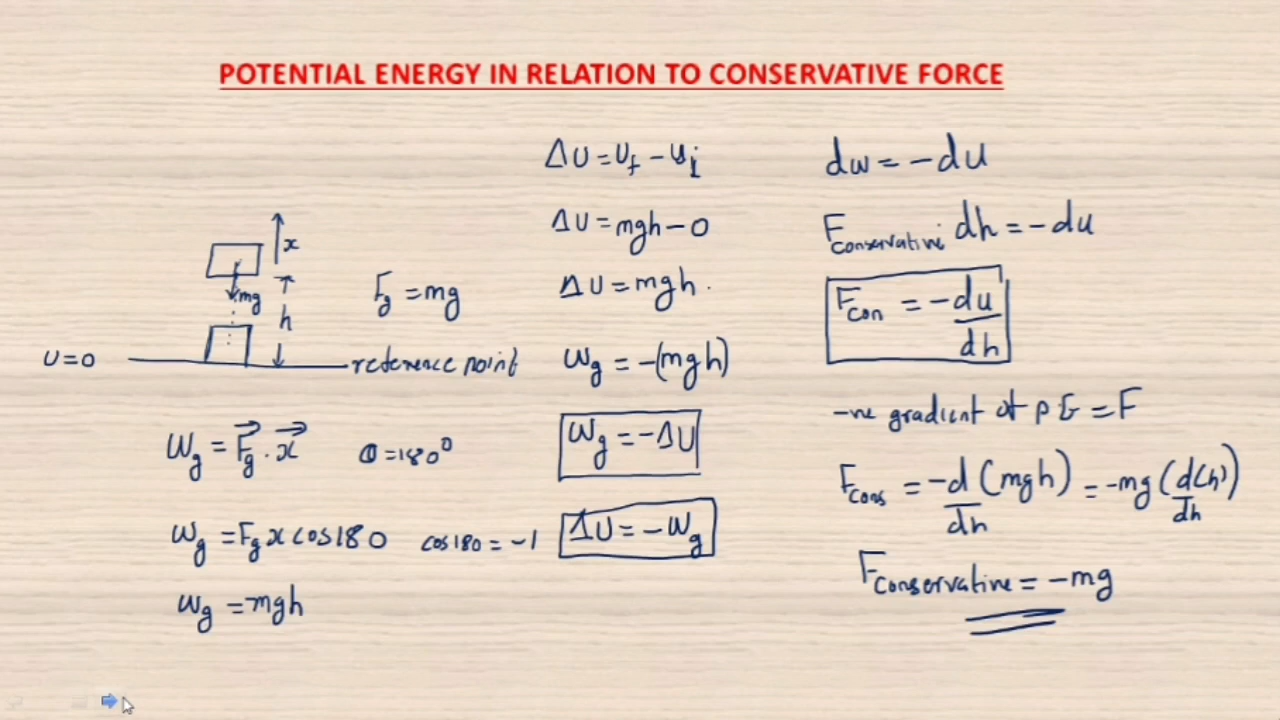 POTENTIAL ENERGY IN RELATION TO CONSERVATIVE FORCE
x
mg
h
U=0
reference point
F_g = mg
W_g = F_g · x θ=180°
W_g = F_g x cos180 cos180 = -1
W_g = mgh
ΔU = U_f - U_i
ΔU = mgh - 0
ΔU = mgh.
W_g = -(mgh)
W_g = -ΔU
ΔU = -W_g
dw = -dU
F_conservative dh = -du
F_con = -du/dh
-ve gradient of P E = F
F_cons = -d/dh (mgh) = -mg (d(h)/dh)
F_conservative = -mg